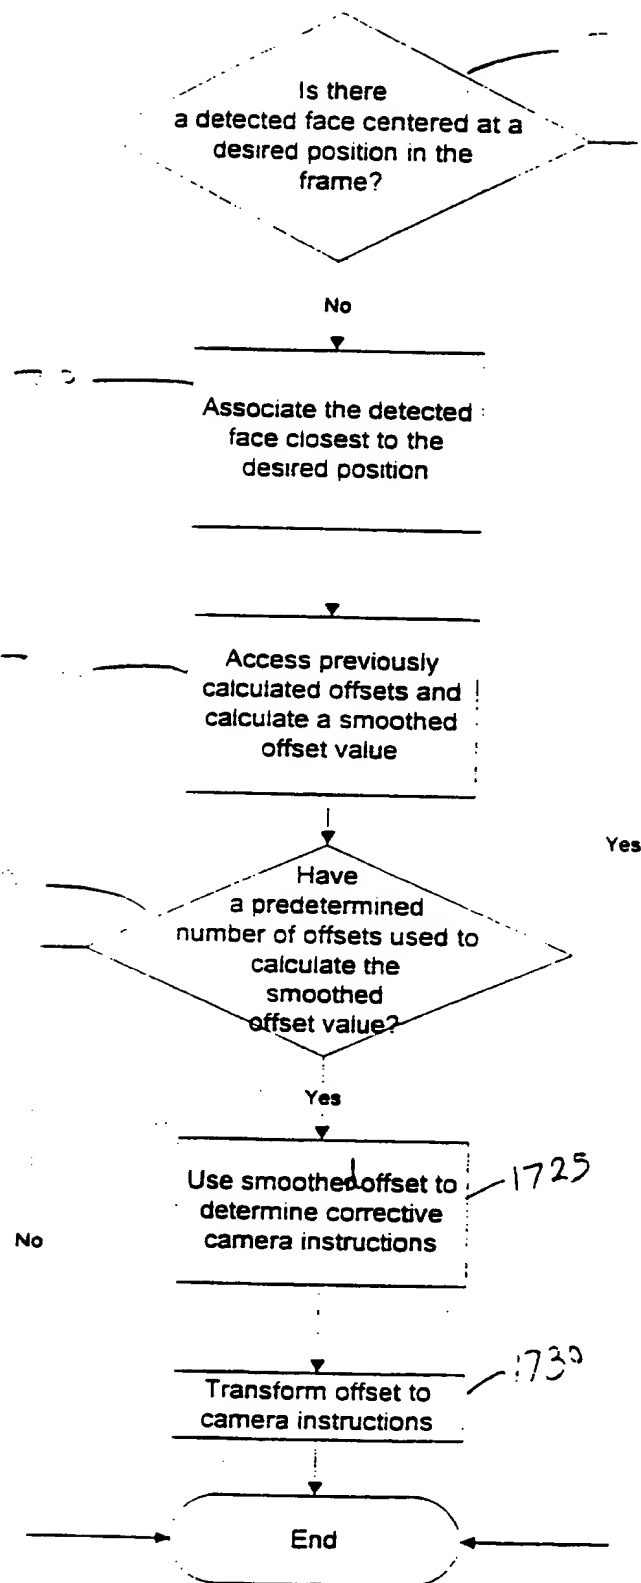 Is there
a detected face centered at a
desired position in the
frame?
No
Associate the detected
face closest to the
desired position
Access previously
calculated offsets and
calculate a smoothed
offset value
Yes
Have
a predetermined
number of offsets used to
calculate the
smoothed
offset value?
Yes
Use smoothed offset to
determine corrective
camera instructions
1725
No
Transform offset to
camera instructions
1730
End